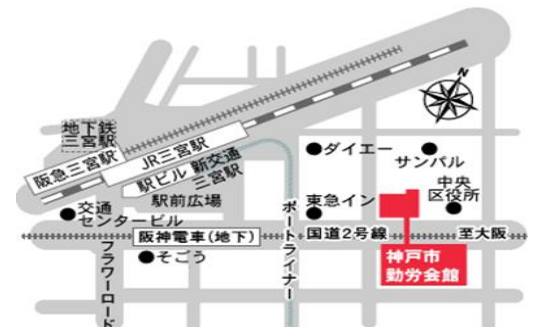 N
地下鉄
三宮駅
阪急三宮駅
JR三宮駅
駅ビル
新交通
三宮駅
駅前広場
ダイエー
サンパル
中央
区役所
東急イン
交通
センタービル
ポートライナー
阪神電車(地下)
国道2号線
至大阪
そごう
フラワーロード
神戸市
勤労会館